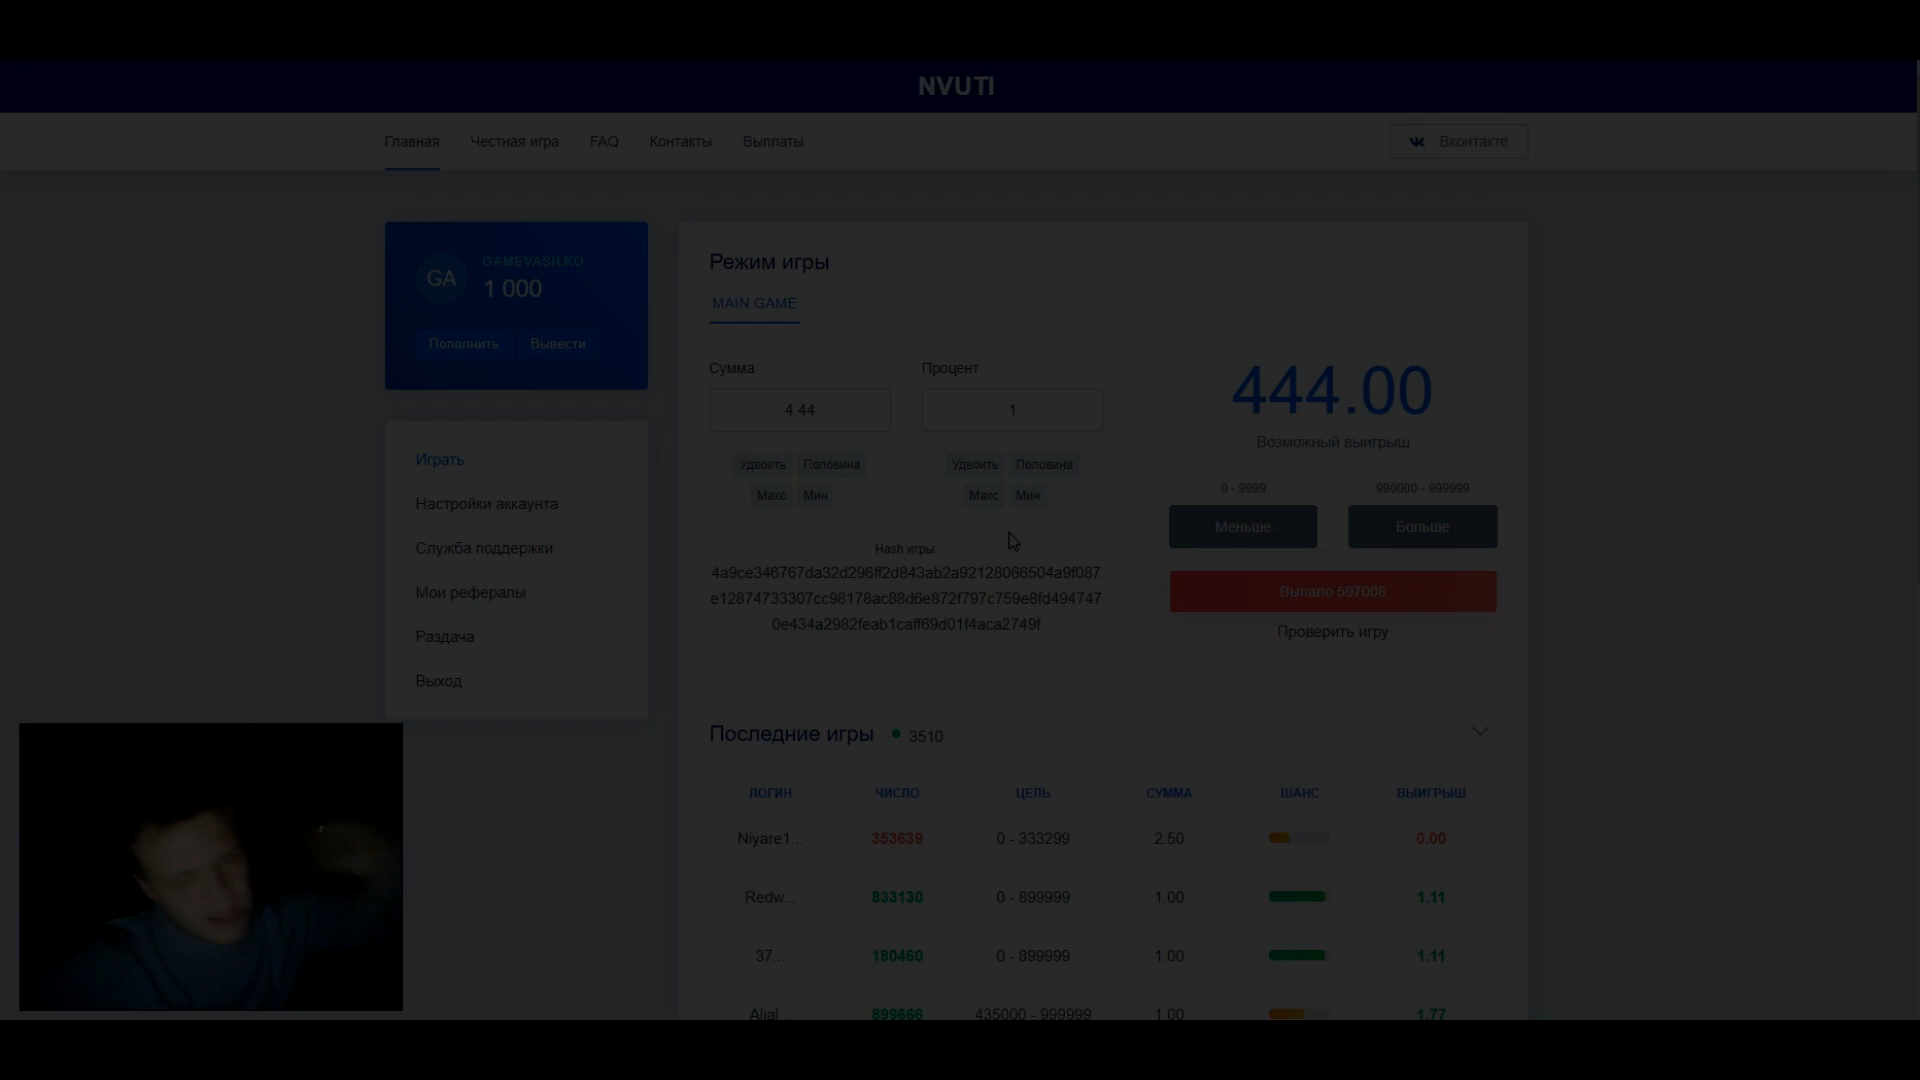 NVUTI
Главная Честная игра FAQ Контакты Выплаты Вконтакте
GA
GAMEVASILKO
1 000
Пополнить Вывести
Играть
Настройки аккаунта
Служба поддержки
Мои рефералы
Раздача
Выход
Режим игры
MAIN GAME
Сумма Процент
4.44 1
Удвоить Половина Удвоить Половина
Макс Мин Макс Мин
Hash игры:
4a9ce346767da32d296ff2d843ab2a92128066504a9f087
e12874733307cc98178ac88d6e872f797c759e8fd494747
0e434a2982feab1caff69d01f4aca2749f
444.00
Возможный выигрыш
0 - 9999 990000 - 999999
Меньше Больше
Выпало 597008
Проверить игру
Последние игры 3510
ЛОГИН ЧИСЛО ЦЕЛЬ СУММА ШАНС ВЫИГРЫШ
Niyare1... 353639 0 - 333299 2.50 0.00
Redw... 833130 0 - 899999 1.00 1.11
37... 180460 0 - 899999 1.00 1.11
Alial... 899666 435000 - 999999 1.00 1.77